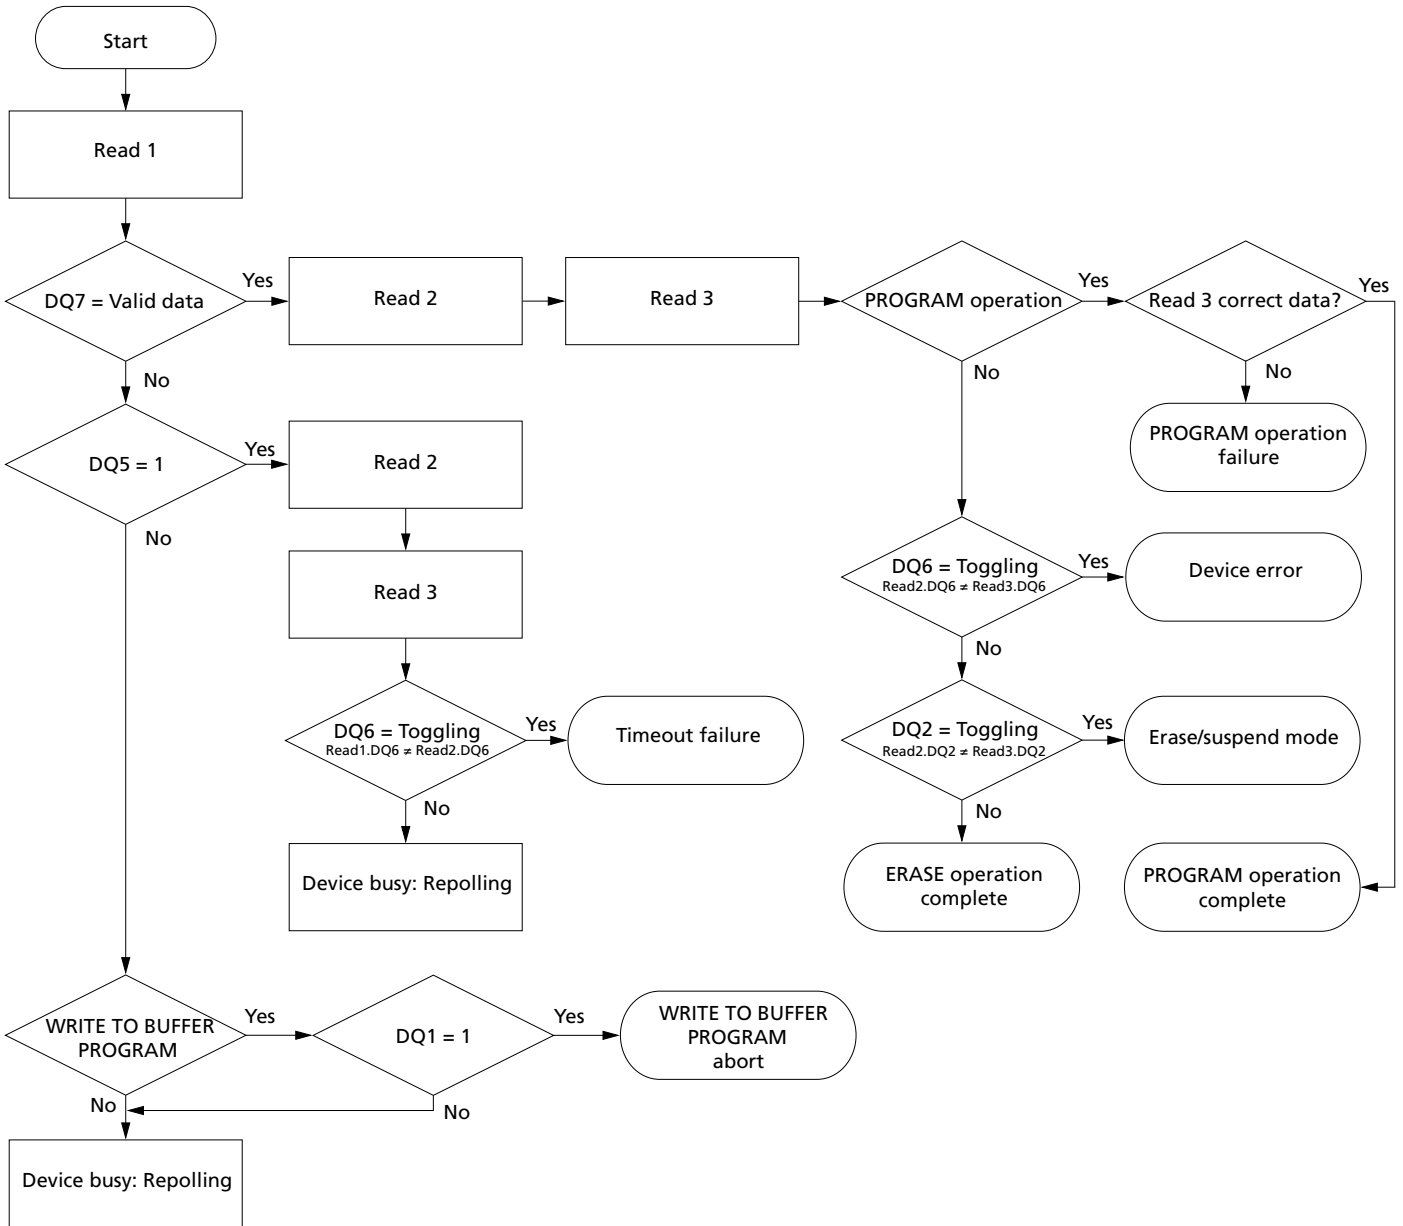 Start
Read 1
DQ7 = Valid data
Yes
Read 2
Read 3
PROGRAM operation
Yes
Read 3 correct data?
Yes
No
No
No
PROGRAM operation
failure
DQ5 = 1
Yes
Read 2
No
Read 3
DQ6 = Toggling
Read2.DQ6 ≠ Read3.DQ6
Yes
Device error
No
DQ6 = Toggling
Read1.DQ6 ≠ Read2.DQ6
Yes
Timeout failure
DQ2 = Toggling
Read2.DQ2 ≠ Read3.DQ2
Yes
Erase/suspend mode
No
No
Device busy: Repolling
ERASE operation
complete
PROGRAM operation
complete
WRITE TO BUFFER
PROGRAM
Yes
DQ1 = 1
Yes
WRITE TO BUFFER
PROGRAM
abort
No
No
Device busy: Repolling